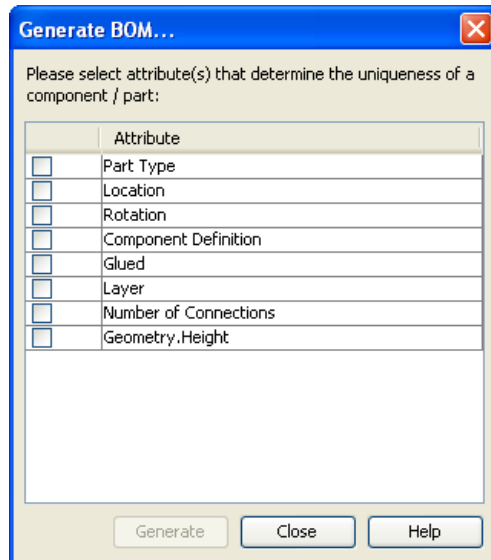 Generate BOM...
Please select attribute(s) that determine the uniqueness of a
component / part:
Attribute
Part Type
Location
Rotation
Component Definition
Glued
Layer
Number of Connections
Geometry.Height
Generate Close Help